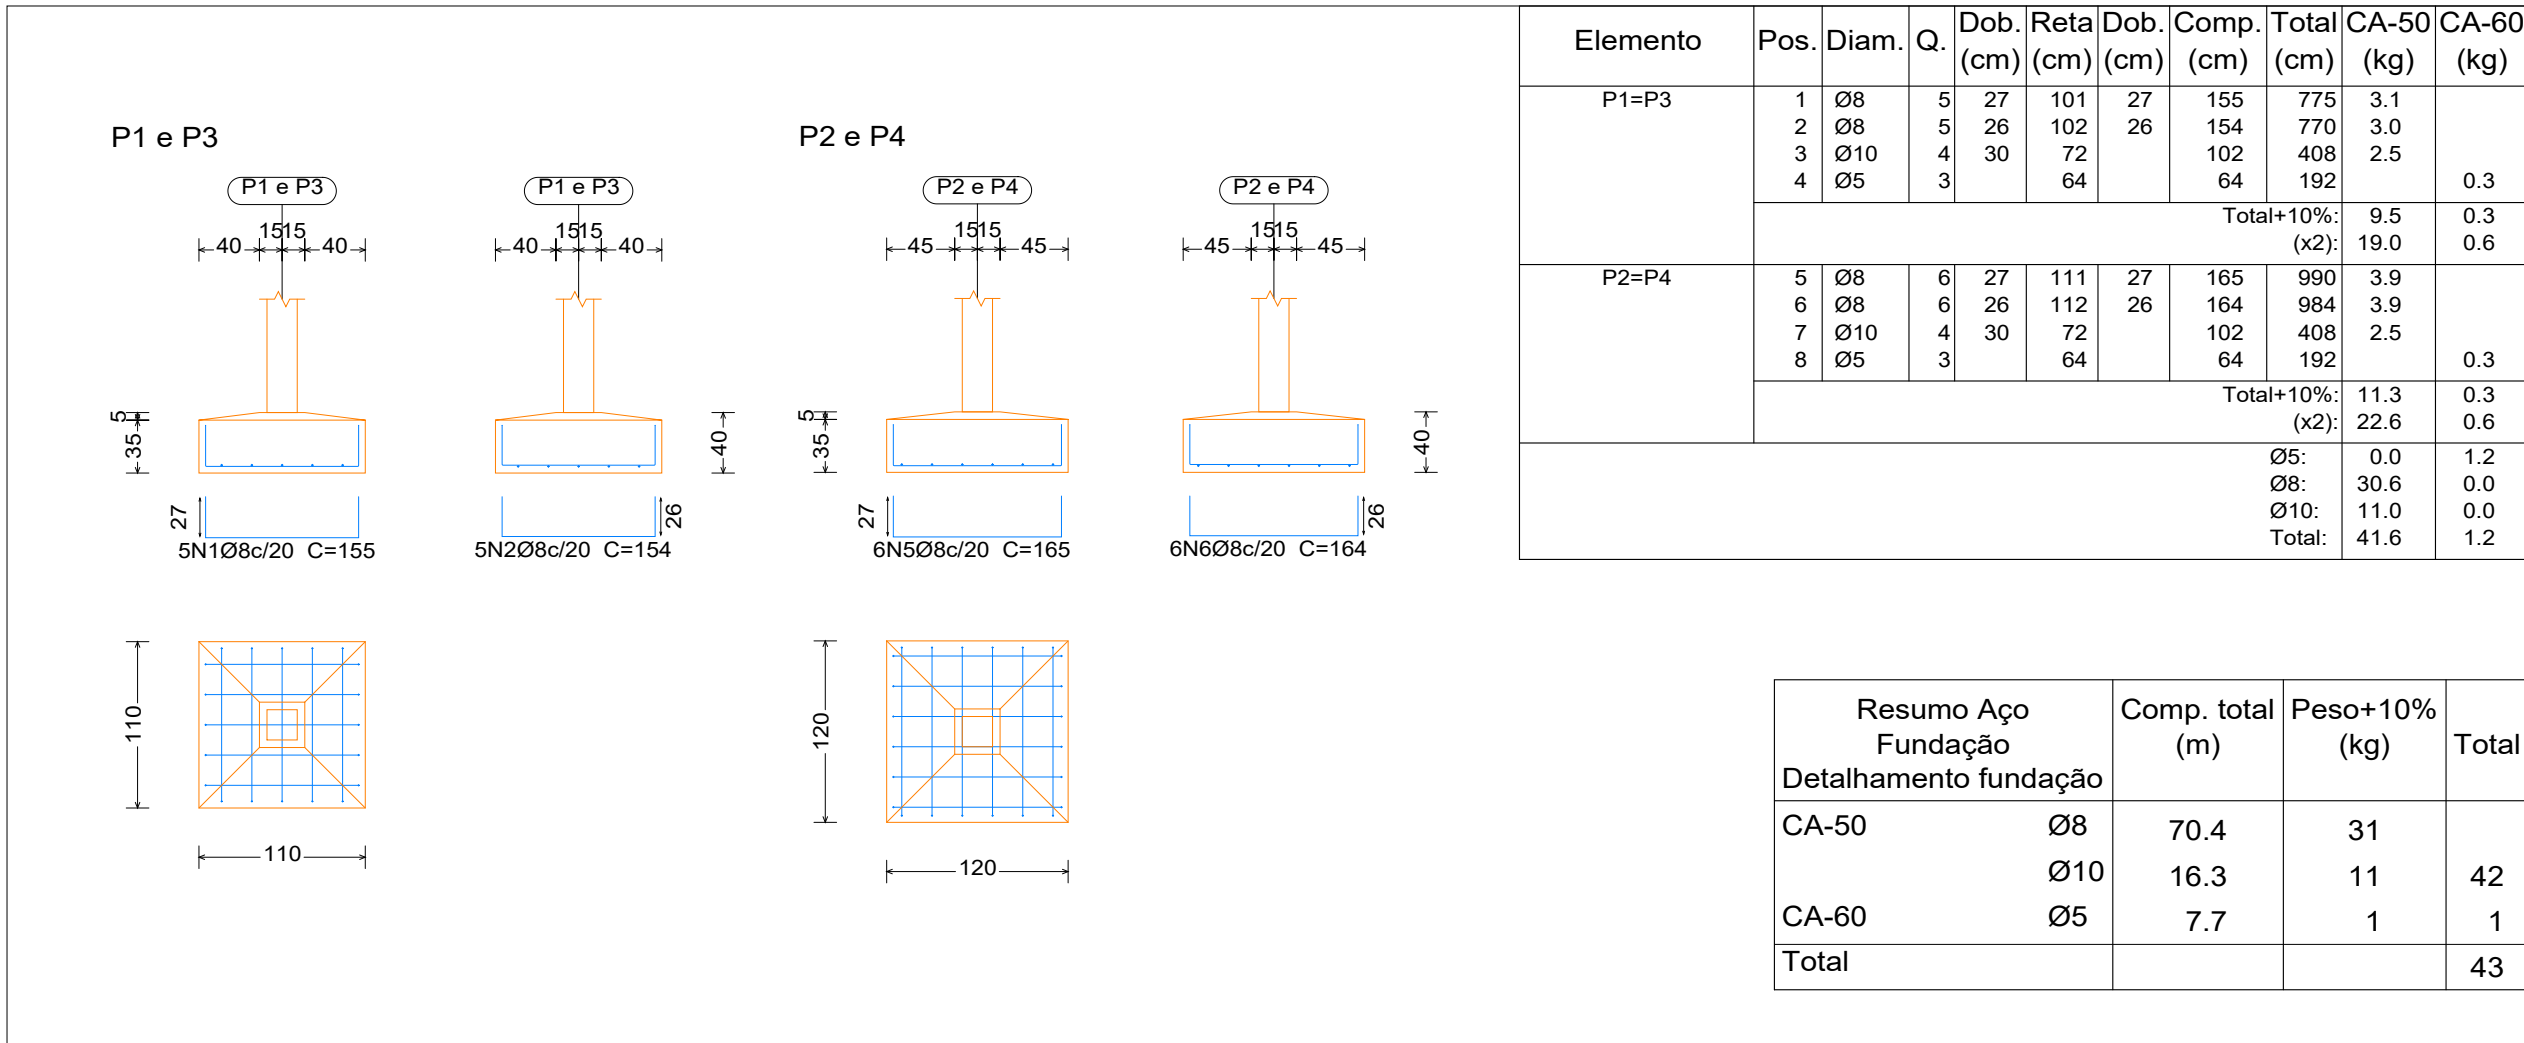 P1 e P3
P2 e P4
P1 e P3
P1 e P3
P2 e P4
P2 e P4
40 15 15 40
40 15 15 40
45 15 15 45
45 15 15 45
5
35
40
5
35
40
27
26
27
26
5N1Ø8c/20 C=155
5N2Ø8c/20 C=154
6N5Ø8c/20 C=165
6N6Ø8c/20 C=164
110
110
120
120
Elemento Pos. Diam. Q. Dob. (cm) Reta (cm) Dob. (cm) Comp. (cm) Total (cm) CA-50 (kg) CA-60 (kg)
P1=P3 1 Ø8 5 27 101 27 155 775 3.1
2 Ø8 5 26 102 26 154 770 3.0
3 Ø10 4 30 72 102 408 2.5
4 Ø5 3 64 64 192 0.3
Total+10%: 9.5 0.3
(x2): 19.0 0.6
P2=P4 5 Ø8 6 27 111 27 165 990 3.9
6 Ø8 6 26 112 26 164 984 3.9
7 Ø10 4 30 72 102 408 2.5
8 Ø5 3 64 64 192 0.3
Total+10%: 11.3 0.3
(x2): 22.6 0.6
Ø5: 0.0 1.2
Ø8: 30.6 0.0
Ø10: 11.0 0.0
Total: 41.6 1.2
Resumo Aço
Fundação
Detalhamento fundação
Comp. total
(m)
Peso+10%
(kg)
Total
CA-50 Ø8 70.4 31
Ø10 16.3 11 42
CA-60 Ø5 7.7 1 1
Total 43